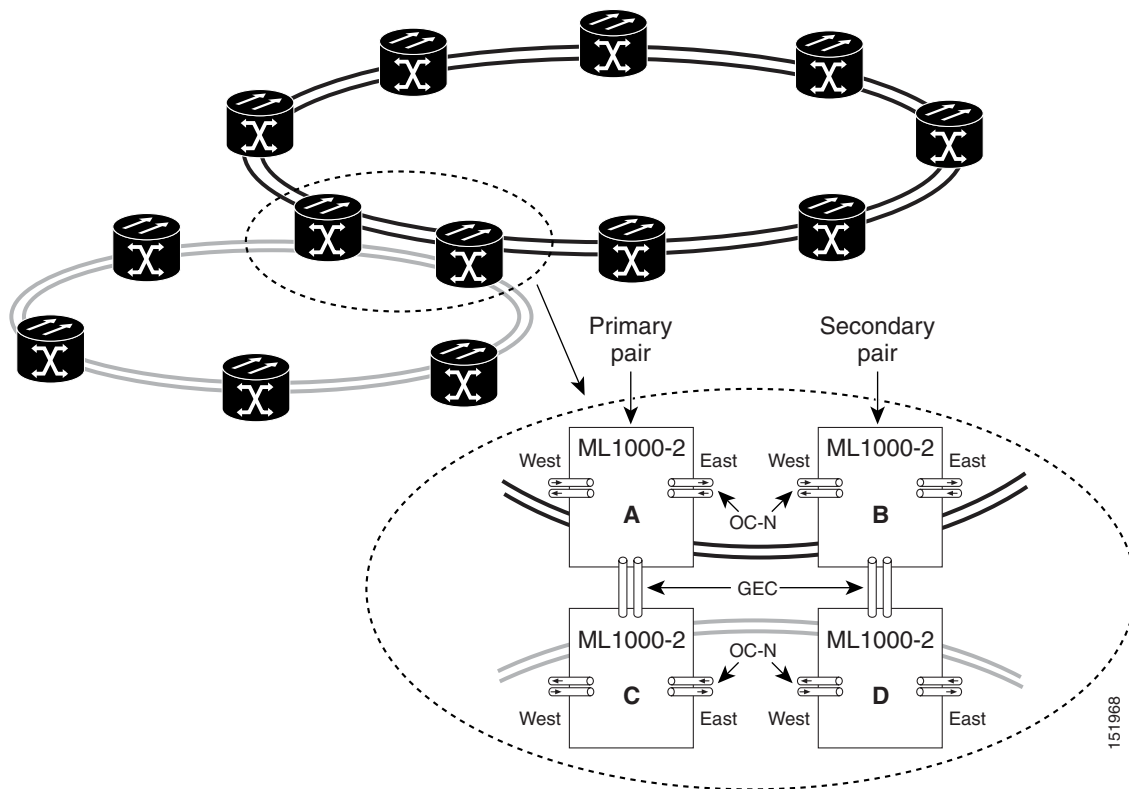 Primary
pair
Secondary
pair
ML1000-2
ML1000-2
West
East
West
East
A
OC-N
B
GEC
ML1000-2
ML1000-2
OC-N
C
D
West
East
West
East
151968